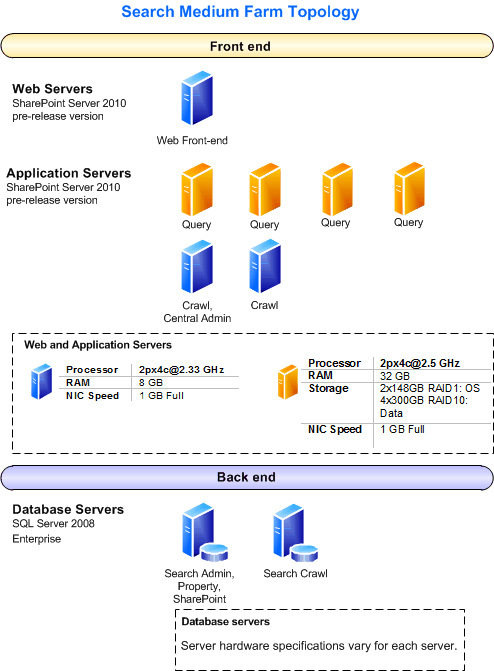 Search Medium Farm Topology
Front end
Web Servers
SharePoint Server 2010
pre-release version
Web Front-end
Application Servers
SharePoint Server 2010
pre-release version
Query
Query
Query
Query
Crawl,
Central Admin
Crawl
Web and Application Servers
Processor 2px4c@2.33 GHz
RAM 8 GB
NIC Speed 1 GB Full
Processor 2px4c@2.5 GHz
RAM 32 GB
Storage 2x148GB RAID1: OS
4x300GB RAID10:
Data
NIC Speed 1 GB Full
Back end
Database Servers
SQL Server 2008
Enterprise
Search Admin,
Property,
SharePoint
Search Crawl
Database servers
Server hardware specifications vary for each server.